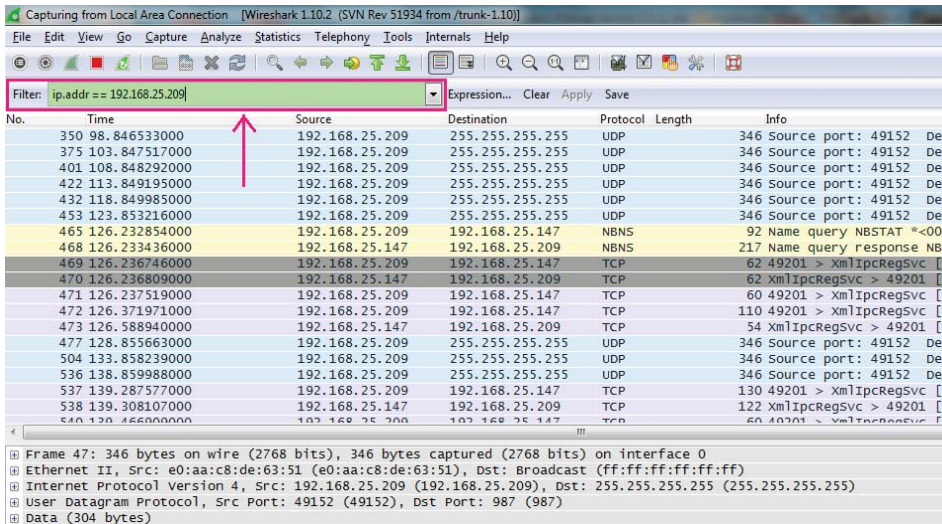 Capturing from Local Area Connection [Wireshark 1.10.2 (SVN Rev 51934 from /trunk-1.10)]
File Edit View Go Capture Analyze Statistics Telephony Tools Internals Help
Filter: ip.addr == 192.168.25.209 Expression... Clear Apply Save
No. Time Source Destination Protocol Length Info
350 98.846533000 192.168.25.209 255.255.255.255 UDP 346 Source port: 49152 De
375 103.847517000 192.168.25.209 255.255.255.255 UDP 346 Source port: 49152 De
401 108.848292000 192.168.25.209 255.255.255.255 UDP 346 Source port: 49152 De
422 113.849195000 192.168.25.209 255.255.255.255 UDP 346 Source port: 49152 De
432 118.849985000 192.168.25.209 255.255.255.255 UDP 346 Source port: 49152 De
453 123.853216000 192.168.25.209 255.255.255.255 UDP 346 Source port: 49152 De
465 126.232854000 192.168.25.209 192.168.25.147 NBNS 92 Name query NBSTAT *<00
468 126.233436000 192.168.25.147 192.168.25.209 NBNS 217 Name query response NB
469 126.236746000 192.168.25.209 192.168.25.147 TCP 62 49201 > XmlIpcRegSvc [
470 126.236809000 192.168.25.147 192.168.25.209 TCP 62 XmlIpcRegSvc > 49201 [
471 126.237519000 192.168.25.209 192.168.25.147 TCP 60 49201 > XmlIpcRegSvc [
472 126.371971000 192.168.25.209 192.168.25.147 TCP 110 49201 > XmlIpcRegSvc [
473 126.588940000 192.168.25.147 192.168.25.209 TCP 54 XmlIpcRegSvc > 49201 [
477 128.855663000 192.168.25.209 255.255.255.255 UDP 346 Source port: 49152 De
504 133.858239000 192.168.25.209 255.255.255.255 UDP 346 Source port: 49152 De
536 138.859988000 192.168.25.209 255.255.255.255 UDP 346 Source port: 49152 De
537 139.287577000 192.168.25.209 192.168.25.147 TCP 130 49201 > XmlIpcRegSvc [
538 139.308107000 192.168.25.147 192.168.25.209 TCP 122 XmlIpcRegSvc > 49201 [
540 139.466909000 192.168.25.209 192.168.25.147 TCP 60 49201 > XmlIpcRegSvc [
Frame 47: 346 bytes on wire (2768 bits), 346 bytes captured (2768 bits) on interface 0
Ethernet II, Src: e0:aa:c8:de:63:51 (e0:aa:c8:de:63:51), Dst: Broadcast (ff:ff:ff:ff:ff:ff)
Internet Protocol Version 4, Src: 192.168.25.209 (192.168.25.209), Dst: 255.255.255.255 (255.255.255.255)
User Datagram Protocol, Src Port: 49152 (49152), Dst Port: 987 (987)
Data (304 bytes)